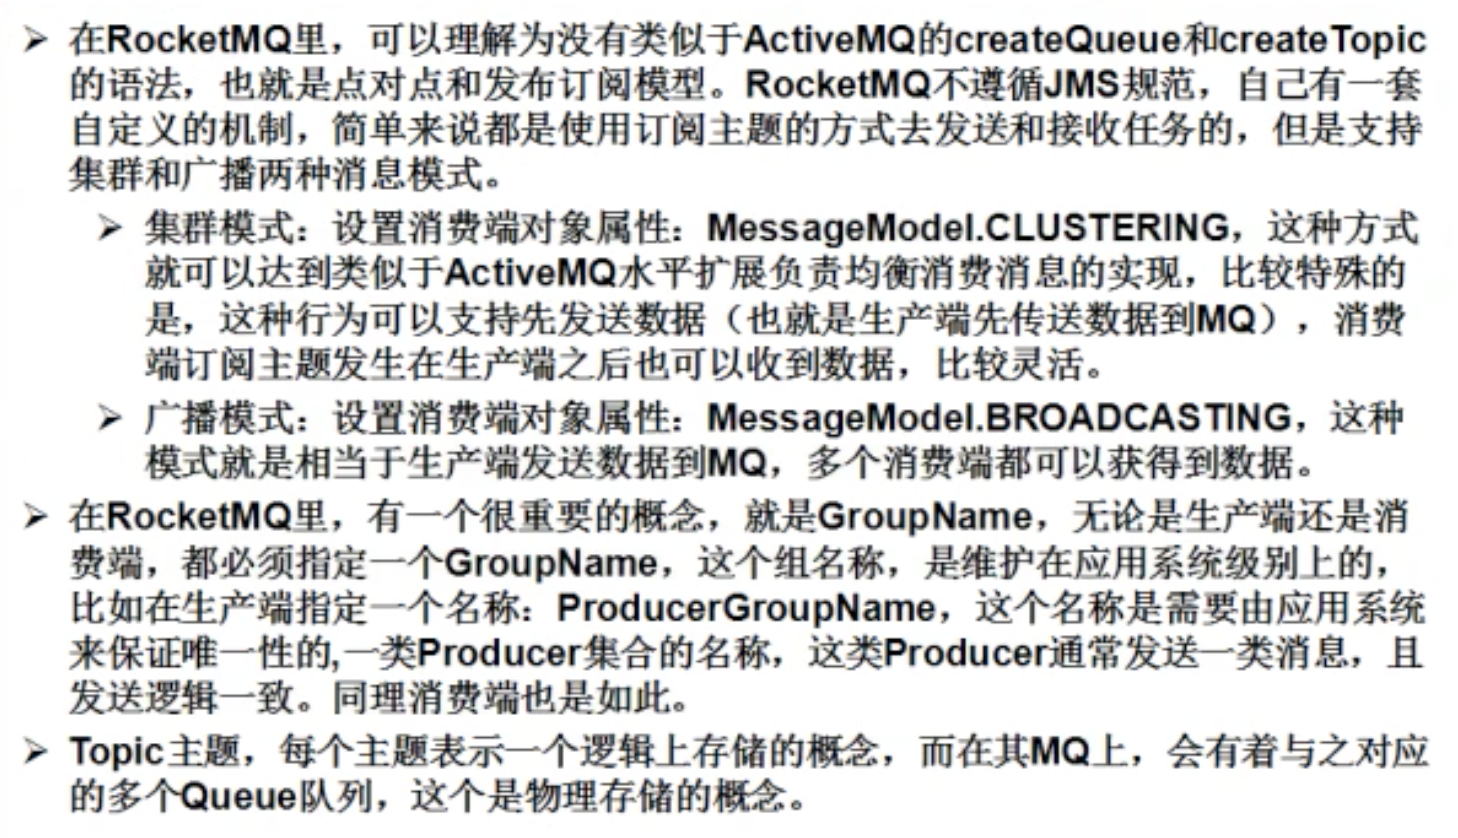 ➢ 在RocketMQ里，可以理解为没有类似于ActiveMQ的createQueue和createTopic
的语法，也就是点对点和发布订阅模型。RocketMQ不遵循JMS规范，自己有一套
自定义的机制，简单来说都是使用订阅主题的方式去发送和接收任务的，但是支持
集群和广播两种消息模式。
➢ 集群模式：设置消费端对象属性：MessageModel.CLUSTERING，这种方式
就可以达到类似于ActiveMQ水平扩展负责均衡消费消息的实现，比较特殊的
是，这种行为可以支持先发送数据（也就是生产端先传送数据到MQ），消费
端订阅主题发生在生产端之后也可以收到数据，比较灵活。
➢ 广播模式：设置消费端对象属性：MessageModel.BROADCASTING，这种
模式就是相当于生产端发送数据到MQ，多个消费端都可以获得到数据。
➢ 在RocketMQ里，有一个很重要的概念，就是GroupName，无论是生产端还是消
费端，都必须指定一个GroupName，这个组名称，是维护在应用系统级别上的，
比如在生产端指定一个名称：ProducerGroupName，这个名称是需要由应用系统
来保证唯一性的,一类Producer集合的名称，这类Producer通常发送一类消息，且
发送逻辑一致。同理消费端也是如此。
➢ Topic主题，每个主题表示一个逻辑上存储的概念，而在其MQ上，会有着与之对应
的多个Queue队列，这个是物理存储的概念。